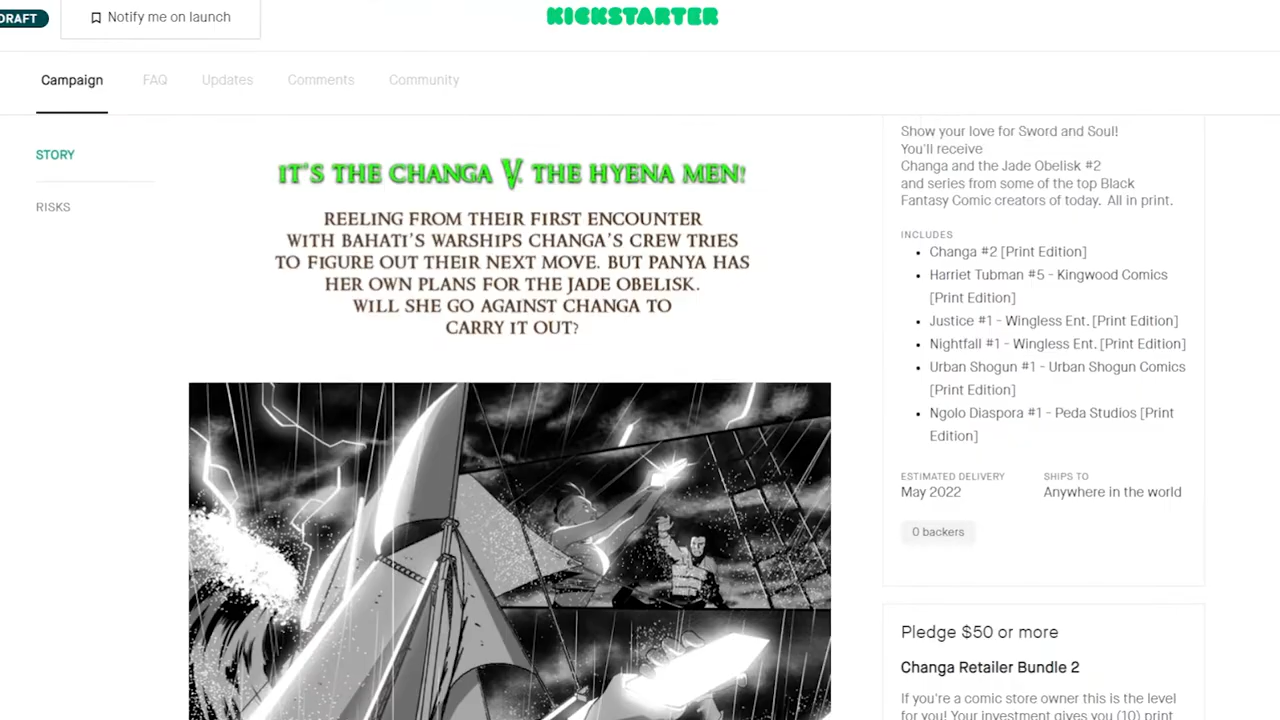 DRAFT
Notify me on launch
KICKSTARTER
Campaign
FAQ
Updates
Comments
Community
STORY
RISKS
IT'S THE CHANGA V. THE HYENA MEN!
REELING FROM THEIR FIRST ENCOUNTER
WITH BAHATI'S WARSHIPS CHANGA'S CREW TRIES
TO FIGURE OUT THEIR NEXT MOVE. BUT PANYA HAS
HER OWN PLANS FOR THE JADE OBELISK.
WILL SHE GO AGAINST CHANGA TO
CARRY IT OUT?
Show your love for Sword and Soul!
You'll receive
Changa and the Jade Obelisk #2
and series from some of the top Black
Fantasy Comic creators of today. All in print.
INCLUDES
• Changa #2 [Print Edition]
• Harriet Tubman #5 - Kingwood Comics
[Print Edition]
• Justice #1 - Wingless Ent. [Print Edition]
• Nightfall #1 - Wingless Ent. [Print Edition]
• Urban Shogun #1 - Urban Shogun Comics
[Print Edition]
• Ngolo Diaspora #1 - Peda Studios [Print
Edition]
ESTIMATED DELIVERY
May 2022
SHIPS TO
Anywhere in the world
0 backers
Pledge $50 or more
Changa Retailer Bundle 2
If you're a comic store owner this is the level
for you! Your investment gives you (10) print